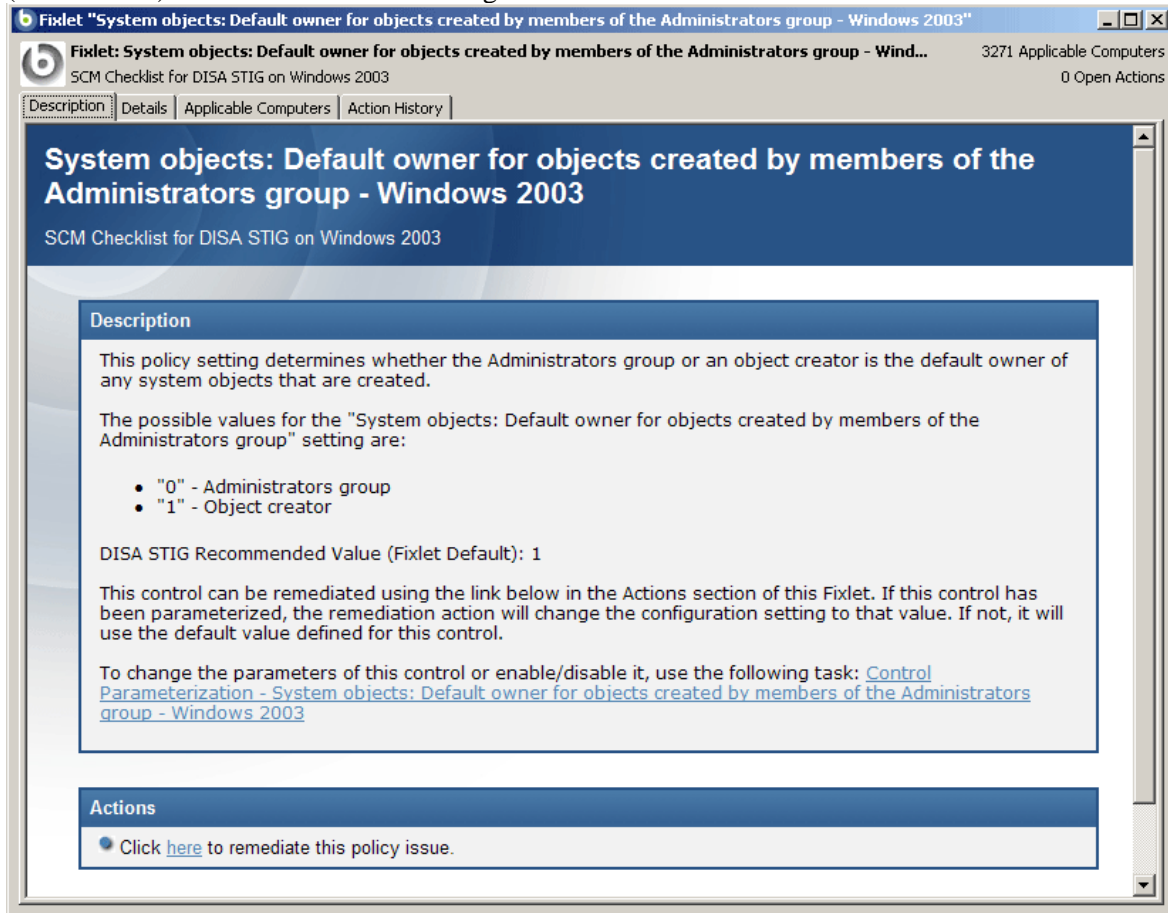 Fixlet "System objects: Default owner for objects created by members of the Administrators group - Windows 2003"
Fixlet: System objects: Default owner for objects created by members of the Administrators group - Wind...
3271 Applicable Computers
SCM Checklist for DISA STIG on Windows 2003
0 Open Actions
Description Details Applicable Computers Action History
System objects: Default owner for objects created by members of the
Administrators group - Windows 2003
SCM Checklist for DISA STIG on Windows 2003
Description
This policy setting determines whether the Administrators group or an object creator is the default owner of
any system objects that are created.
The possible values for the "System objects: Default owner for objects created by members of the
Administrators group" setting are:
• "0" - Administrators group
• "1" - Object creator
DISA STIG Recommended Value (Fixlet Default): 1
This control can be remediated using the link below in the Actions section of this Fixlet. If this control has
been parameterized, the remediation action will change the configuration setting to that value. If not, it will
use the default value defined for this control.
To change the parameters of this control or enable/disable it, use the following task: Control
Parameterization - System objects: Default owner for objects created by members of the Administrators
group - Windows 2003
Actions
Click here to remediate this policy issue.